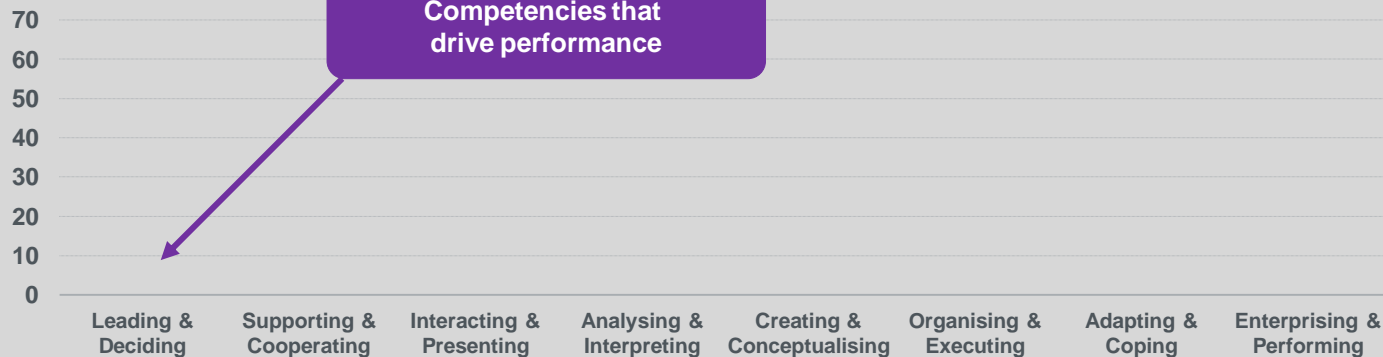 Competencies that
drive performance
70
60
50
40
30
20
10
0
Leading &
Deciding
Supporting &
Cooperating
Interacting &
Presenting
Analysing &
Interpreting
Creating &
Conceptualising
Organising &
Executing
Adapting &
Coping
Enterprising &
Performing